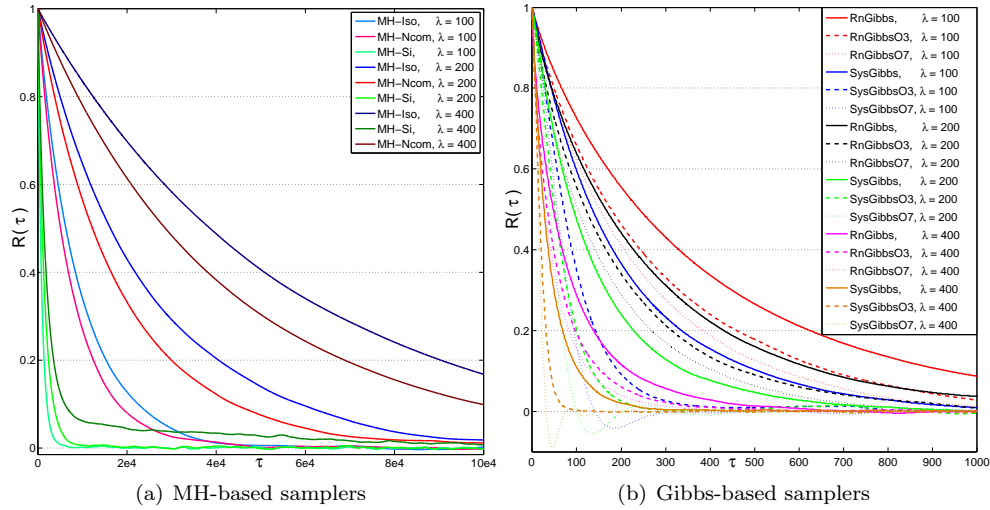 1
0.8
0.6
0.4
0.2
0
R(τ)
0
2e4
4e4
τ
6e4
8e4
10e4
MH-Iso, λ = 100
MH-Ncom, λ = 100
MH-Si, λ = 100
MH-Iso, λ = 200
MH-Ncom, λ = 200
MH-Si, λ = 200
MH-Iso, λ = 400
MH-Si, λ = 400
MH-Ncom, λ = 400
(a) MH-based samplers
1
0.8
0.6
0.4
0.2
0
R(τ)
0
100
200
300
400
τ
500
600
700
800
900
1000
RnGibbs, λ = 100
RnGibbsO3, λ = 100
RnGibbsO7, λ = 100
SysGibbs, λ = 100
SysGibbsO3, λ = 100
SysGibbsO7, λ = 100
RnGibbs, λ = 200
RnGibbsO3, λ = 200
RnGibbsO7, λ = 200
SysGibbs, λ = 200
SysGibbsO3, λ = 200
SysGibbsO7, λ = 200
RnGibbs, λ = 400
RnGibbsO3, λ = 400
RnGibbsO7, λ = 400
SysGibbs, λ = 400
SysGibbsO3, λ = 400
SysGibbsO7, λ = 400
(b) Gibbs-based samplers